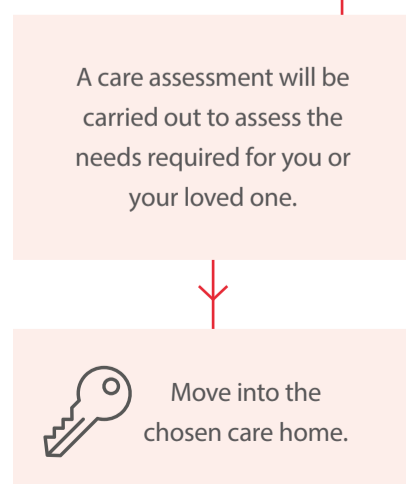 A care assessment will be
carried out to assess the
needs required for you or
your loved one.
Move into the
chosen care home.